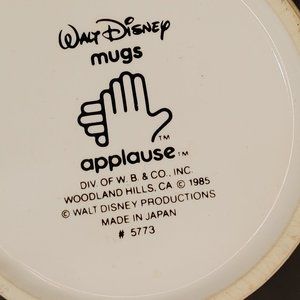 WALT DISNEY
mugs
TM
applause TM
DIV. OF W. B. & CO., INC.
WOODLAND HILLS, CA © 1985
© WALT DISNEY PRODUCTIONS
MADE IN JAPAN
# 5773